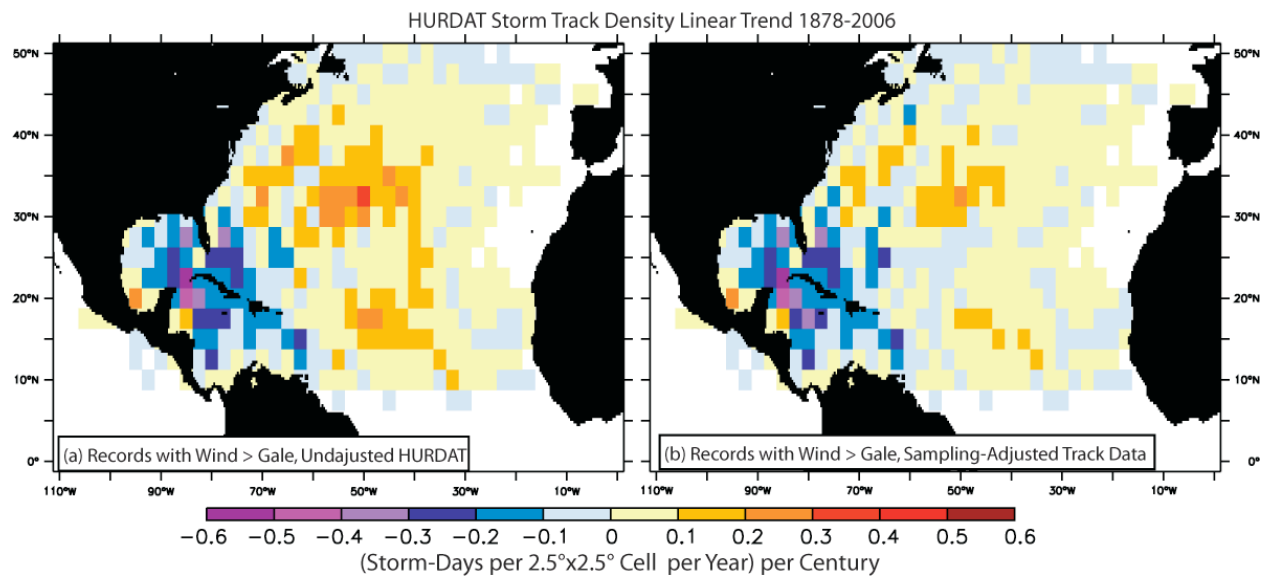 HURDAT Storm Track Density Linear Trend 1878-2006
50°N
40°N
30°N
20°N
10°N
0°
(a) Records with Wind > Gale, Undajusted HURDAT
110°W 90°W 70°W 50°W 30°W 10°W
50°N
40°N
30°N
20°N
10°N
0°
(b) Records with Wind > Gale, Sampling-Adjusted Track Data
110°W 90°W 70°W 50°W 30°W 10°W
−0.6 −0.5 −0.4 −0.3 −0.2 −0.1 0 0.1 0.2 0.3 0.4 0.5 0.6
(Storm-Days per 2.5°x2.5° Cell per Year) per Century